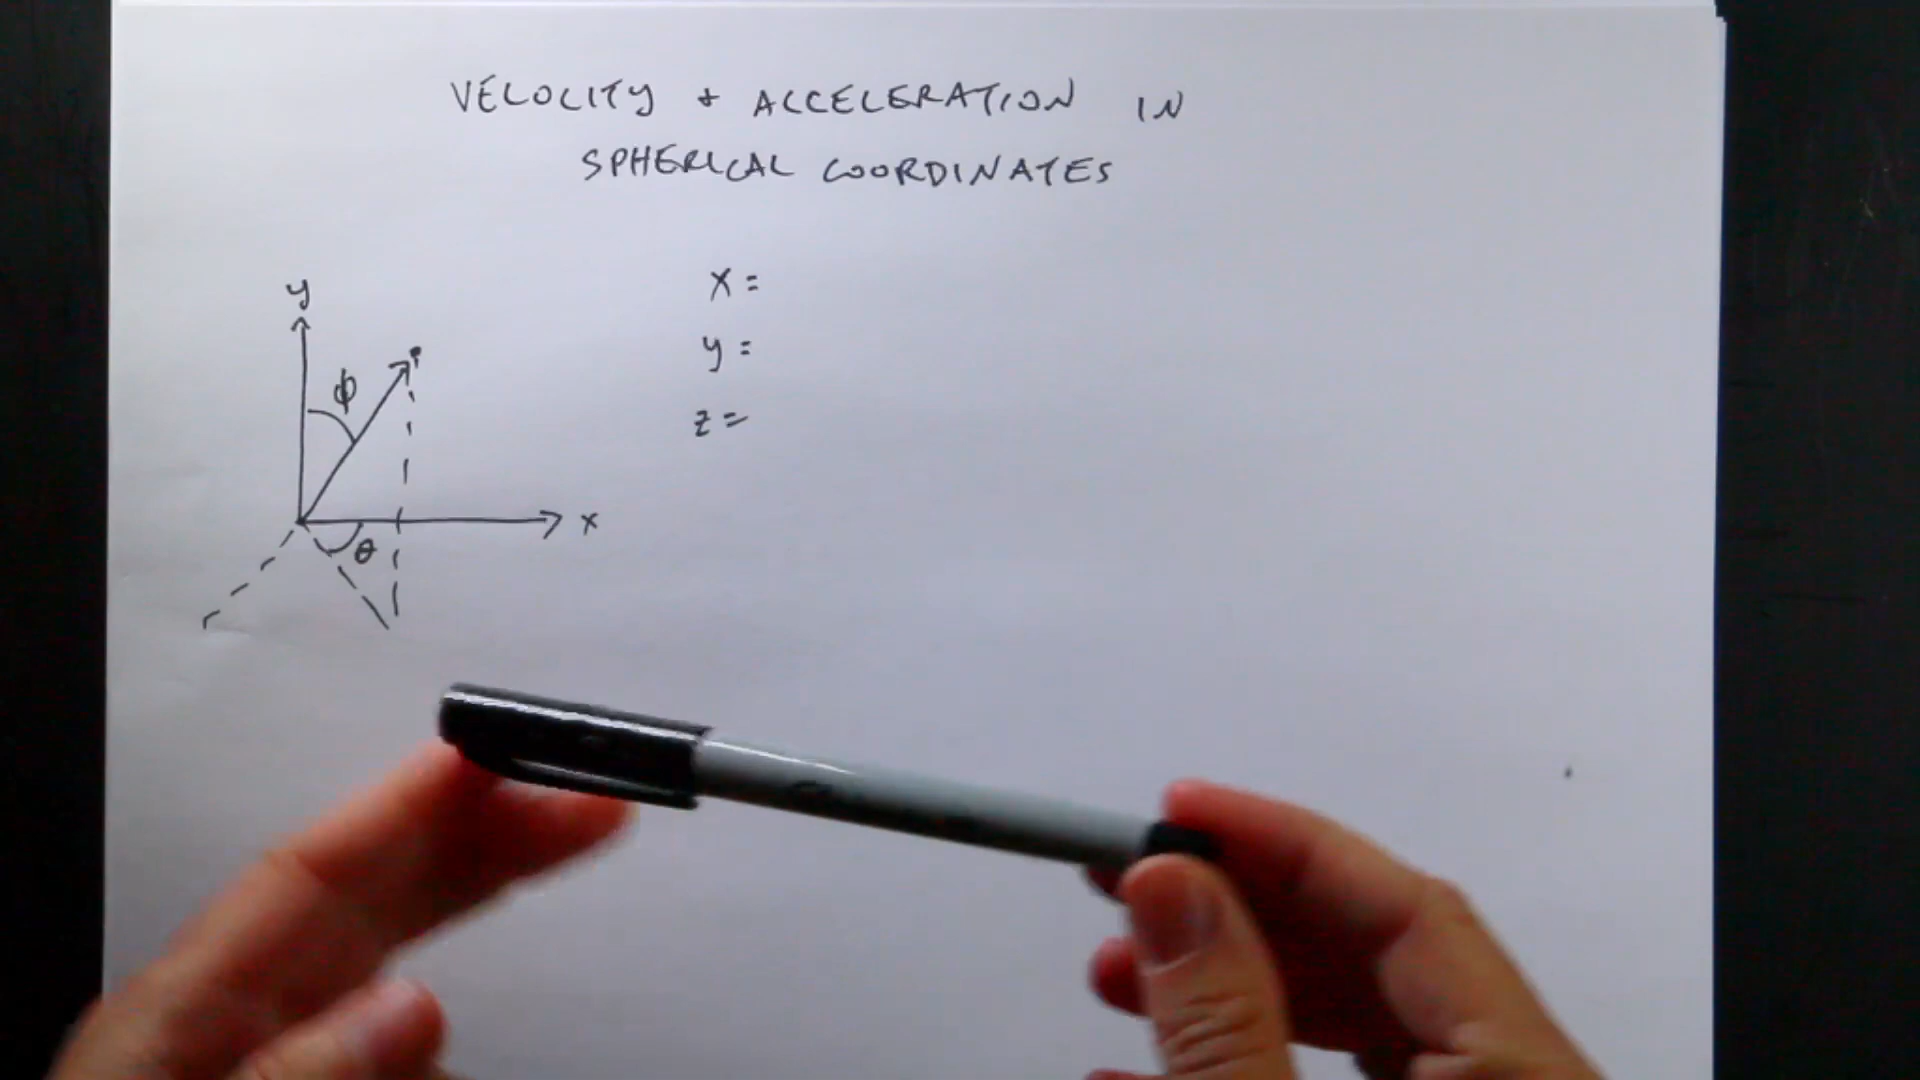 VELOCITY + ACCELERATION IN
SPHERICAL COORDINATES
x =
y =
z =
y
ϕ
x
θ